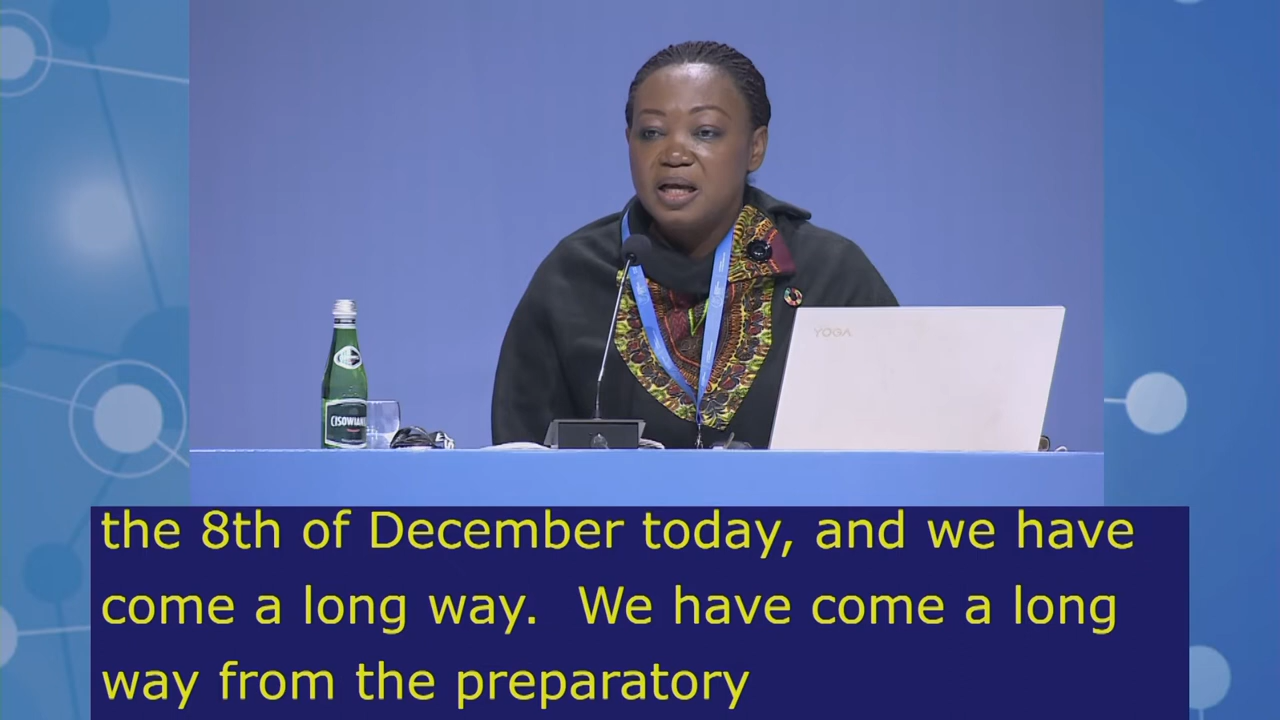 YOGA
CISOWIAN
the 8th of December today, and we have
come a long way.  We have come a long
way from the preparatory